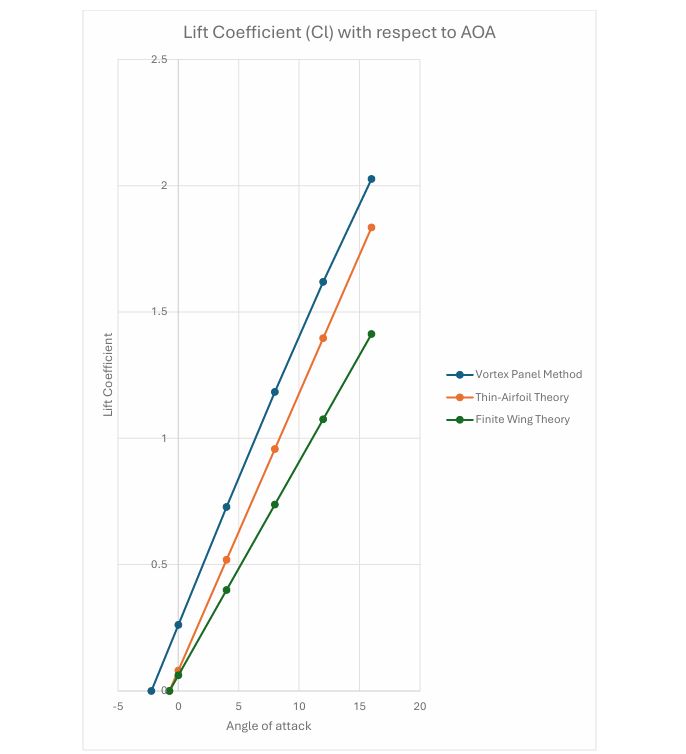 Lift Coefficient (Cl) with respect to AOA
2.5
2
1.5
1
0.5
0
-5 0 5 10 15 20
Lift Coefficient
Angle of attack
Vortex Panel Method
Thin-Airfoil Theory
Finite Wing Theory